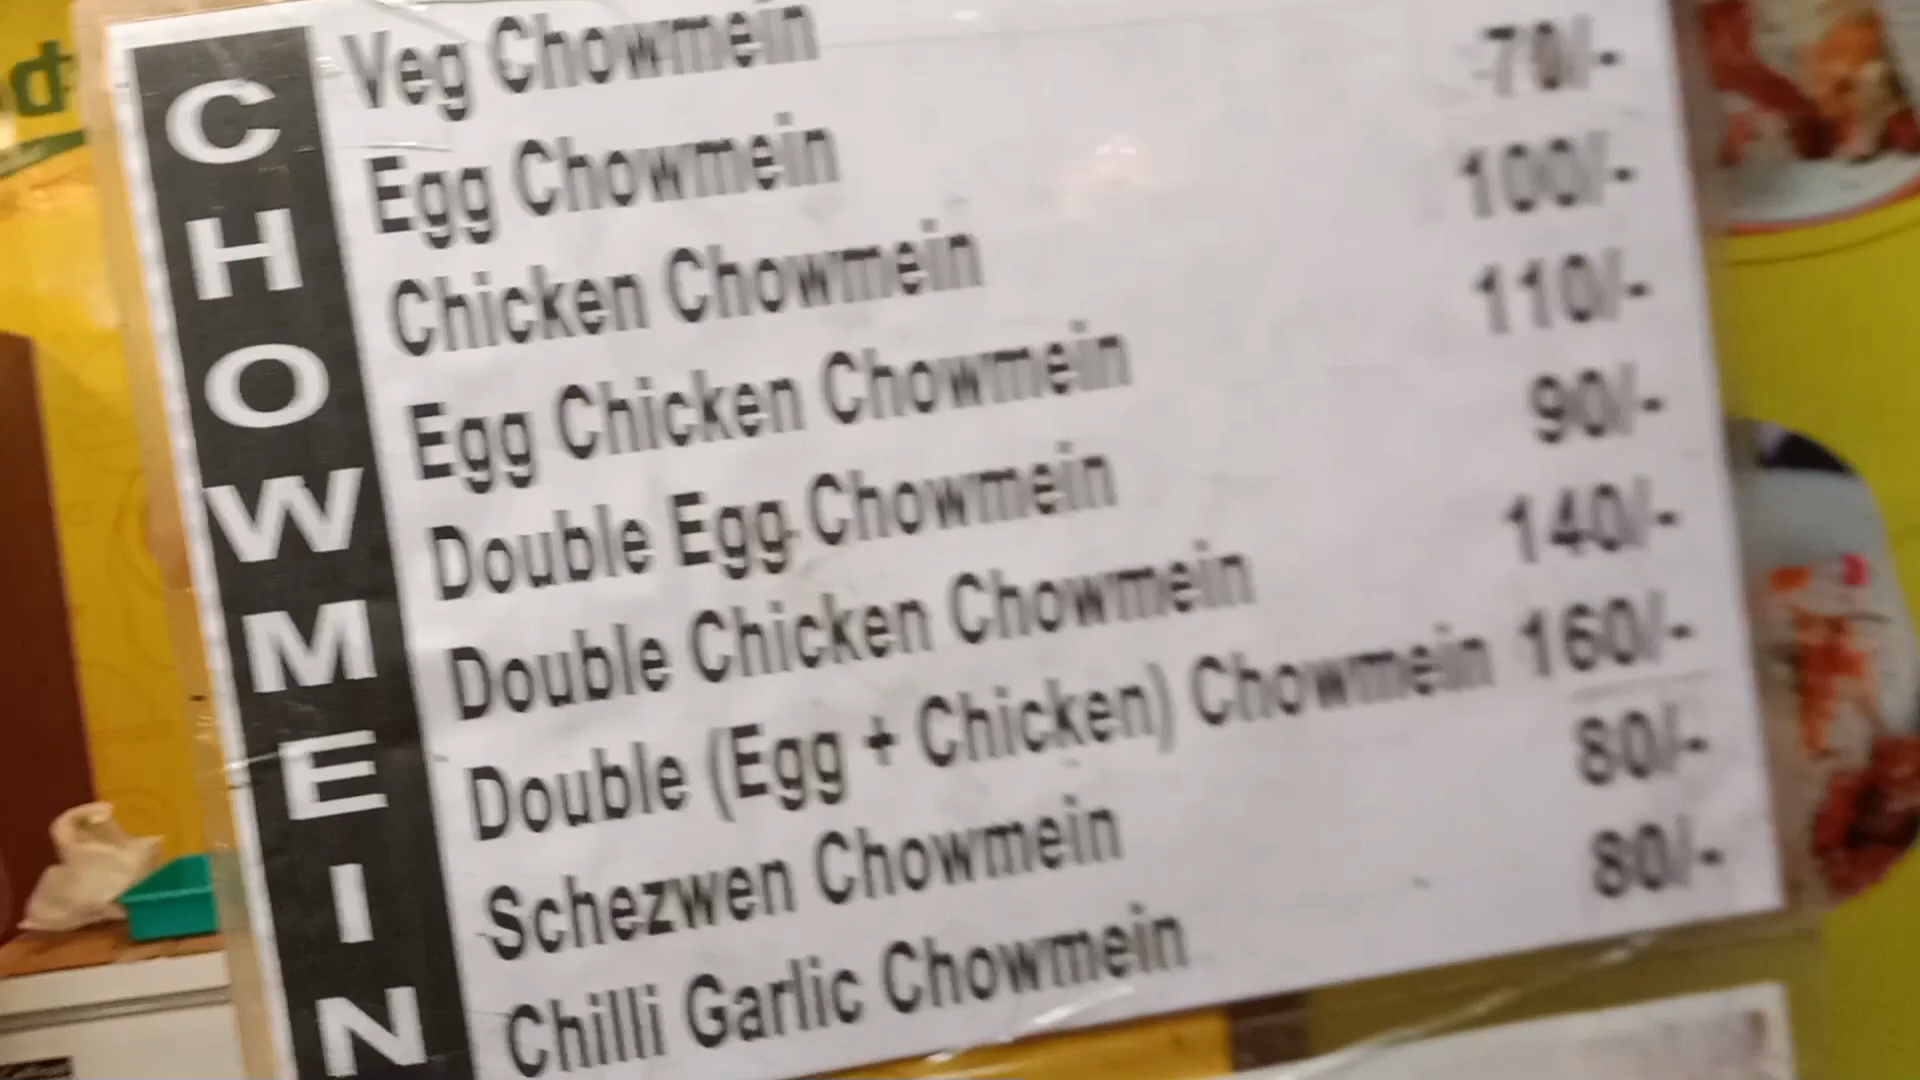 CHOWMEIN
Veg Chowmein
Egg Chowmein 70/-
Chicken Chowmein 100/-
Egg Chicken Chowmein 110/-
Double Egg Chowmein 90/-
Double Chicken Chowmein 140/-
Double (Egg + Chicken) Chowmein 160/-
Schezwen Chowmein 80/-
Chilli Garlic Chowmein 80/-